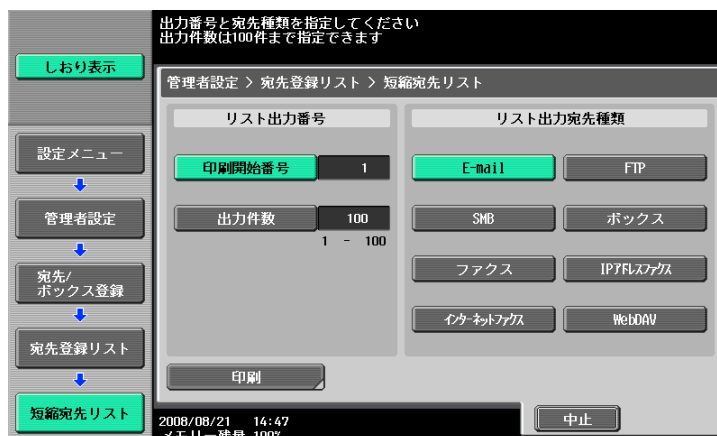 出力番号と宛先種類を指定してくださ
い
出力件数は100件まで指定できます
しおり表示
管理者設定 > 宛先登録リスト > 短縮宛先リスト
リスト出力番号
リスト出力宛先種類
設定メニュー
印刷開始番号
1
E-mail
FTP
管理者設定
出力件数
100
SMB
ボックス
1 - 100
宛先/
ボックス登録
ファクス
IPアドレスファクス
インターネットファクス
WebDAV
宛先登録リスト
印刷
短縮宛先リスト
2008/08/21 14:47
中止
メモリー残量 100%